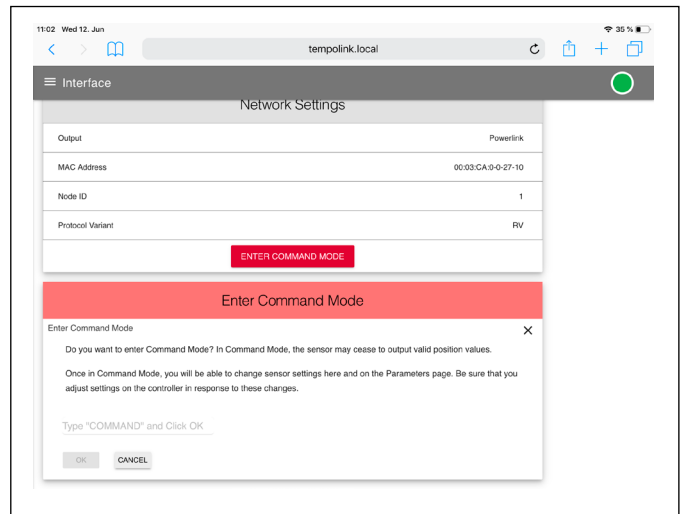 11:02 Wed 12. Jun
35 %
tempolink.local
Interface
Network Settings
Output Powerlink
MAC Address 00:03:CA:0-0-27-10
Node ID 1
Protocol Variant RV
ENTER COMMAND MODE
Enter Command Mode
Enter Command Mode
Do you want to enter Command Mode? In Command Mode, the sensor may cease to output valid position values.
Once in Command Mode, you will be able to change sensor settings here and on the Parameters page. Be sure that you
adjust settings on the controller in response to these changes.
Type "COMMAND" and Click OK
OK CANCEL